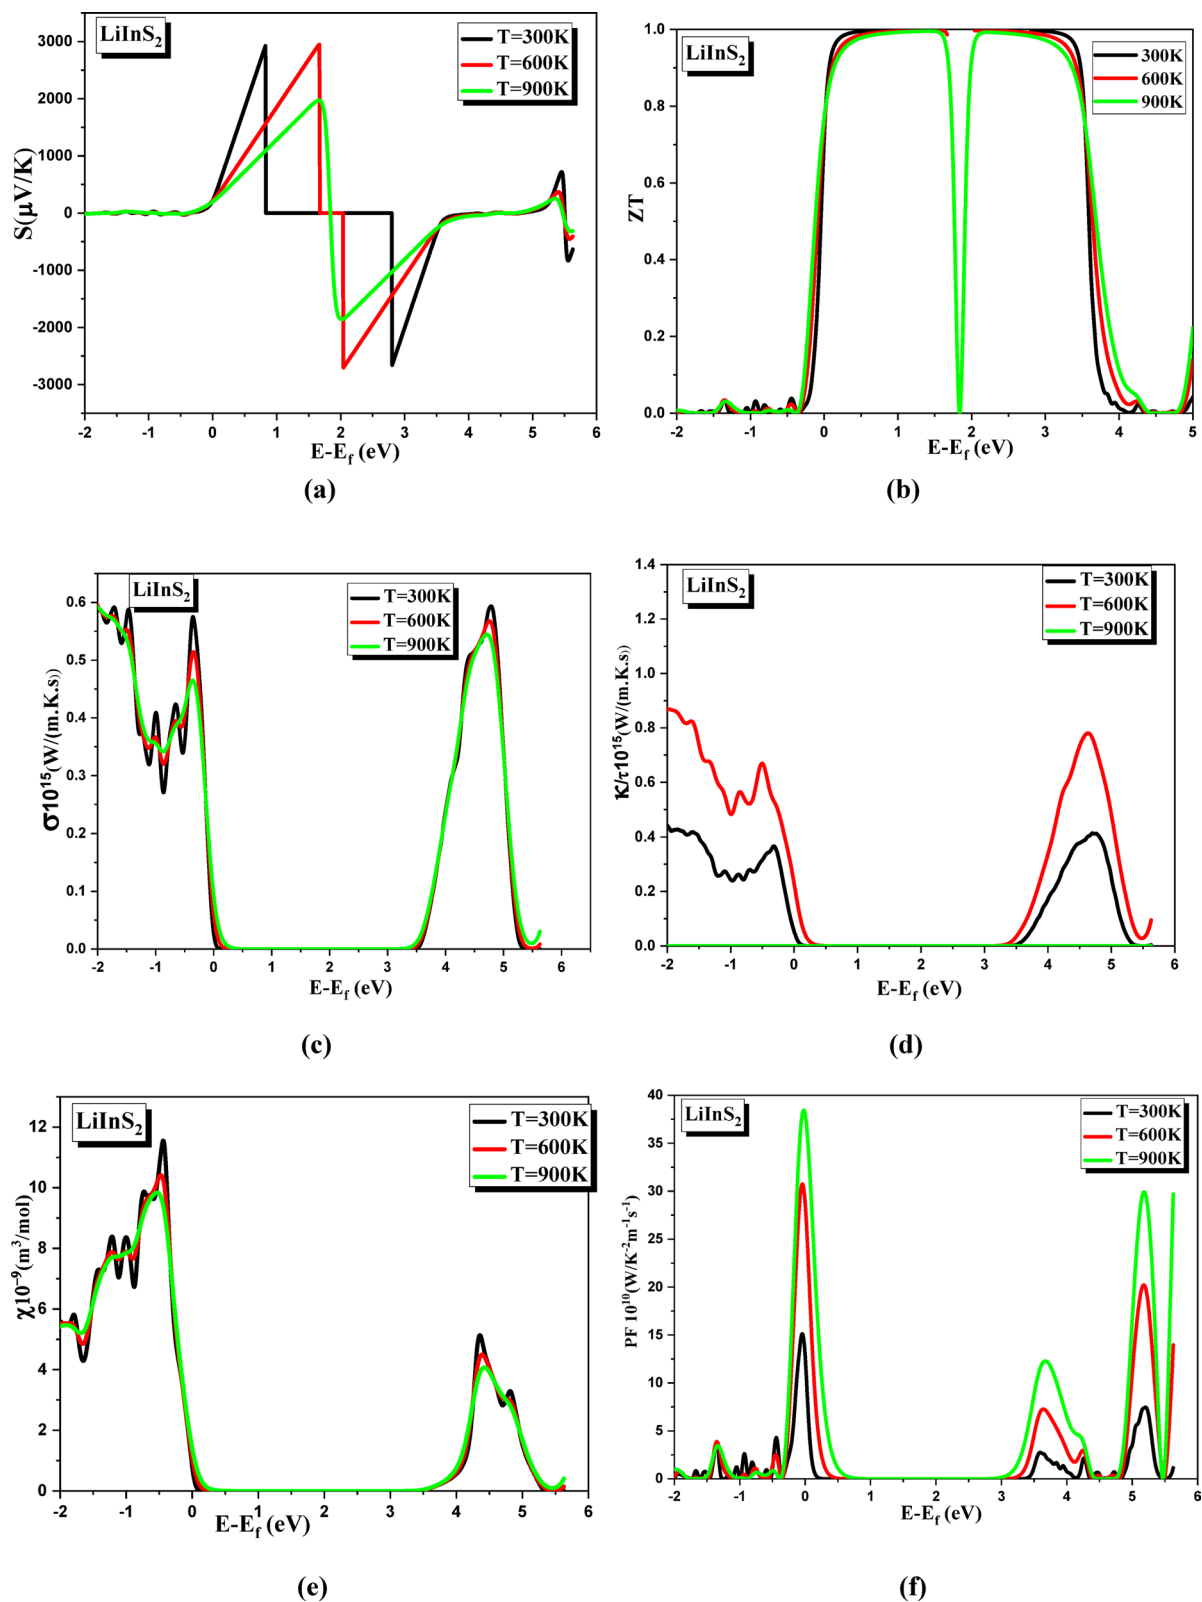 LiInS2
T=300K
T=600K
T=900K
S(μV/K)
3000
2000
1000
0
-1000
-2000
-3000
-2 -1 0 1 2 3 4 5 6
E-Ef (eV)
(a)
LiInS2
300K
600K
900K
ZT
1.0
0.8
0.6
0.4
0.2
0.0
-2 -1 0 1 2 3 4 5
E-Ef (eV)
(b)
LiInS2
T=300K
T=600K
T=900K
σ10^15(W/(m.K.s))
0.6
0.5
0.4
0.3
0.2
0.1
0.0
-2 -1 0 1 2 3 4 5 6
E-Ef (eV)
(c)
LiInS2
T=300K
T=600K
T=900K
κ/τ10^15(W/(m.K.s))
1.4
1.2
1.0
0.8
0.6
0.4
0.2
0.0
-2 -1 0 1 2 3 4 5 6
E-Ef (eV)
(d)
LiInS2
T=300K
T=600K
T=900K
χ10^-9(m^3/mol)
12
10
8
6
4
2
0
-2 -1 0 1 2 3 4 5 6
E-Ef (eV)
(e)
LiInS2
T=300K
T=600K
T=900K
PF 10^10(W/K^-2m^-1s^-1)
40
35
30
25
20
15
10
5
0
-2 -1 0 1 2 3 4 5 6
E-Ef (eV)
(f)